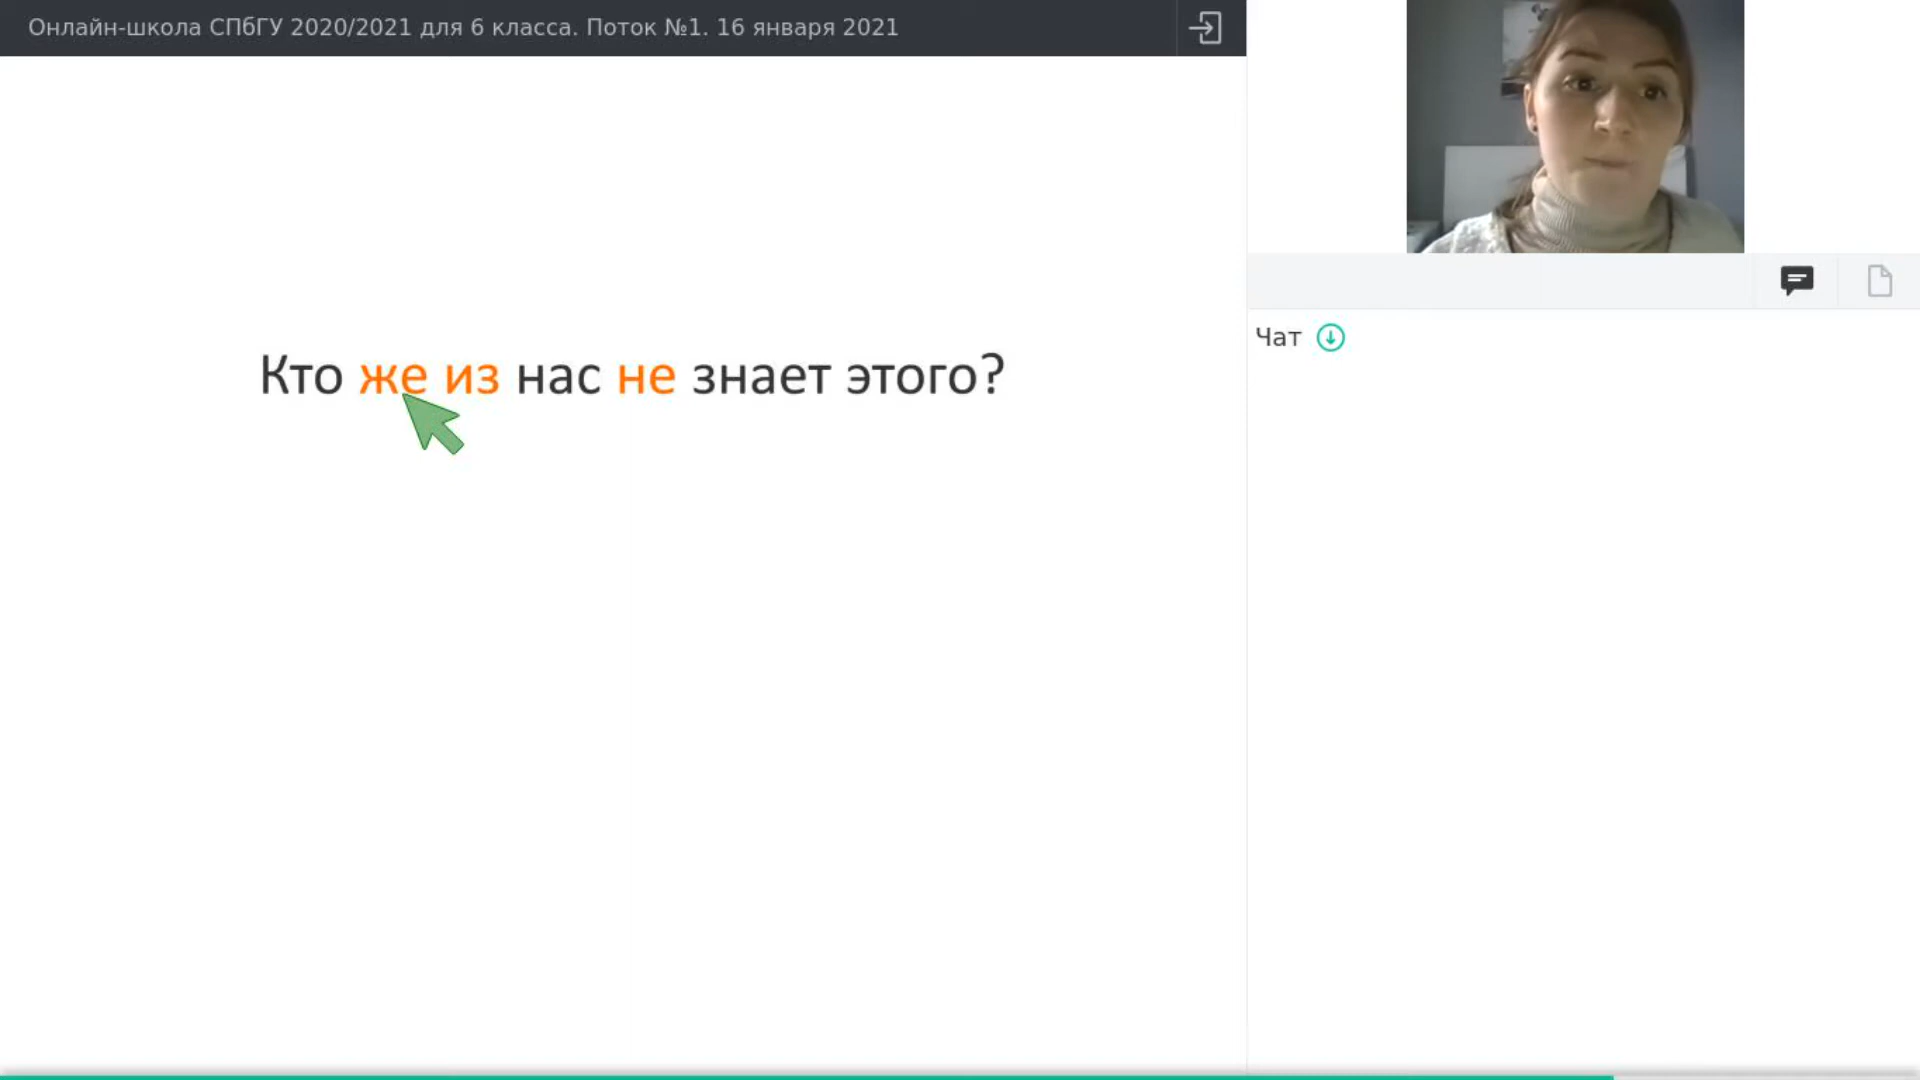 Онлайн-школа СПбГУ 2020/2021 для 6 класса. Поток №1. 16 января 2021
Кто же из нас не знает этого?
Чат